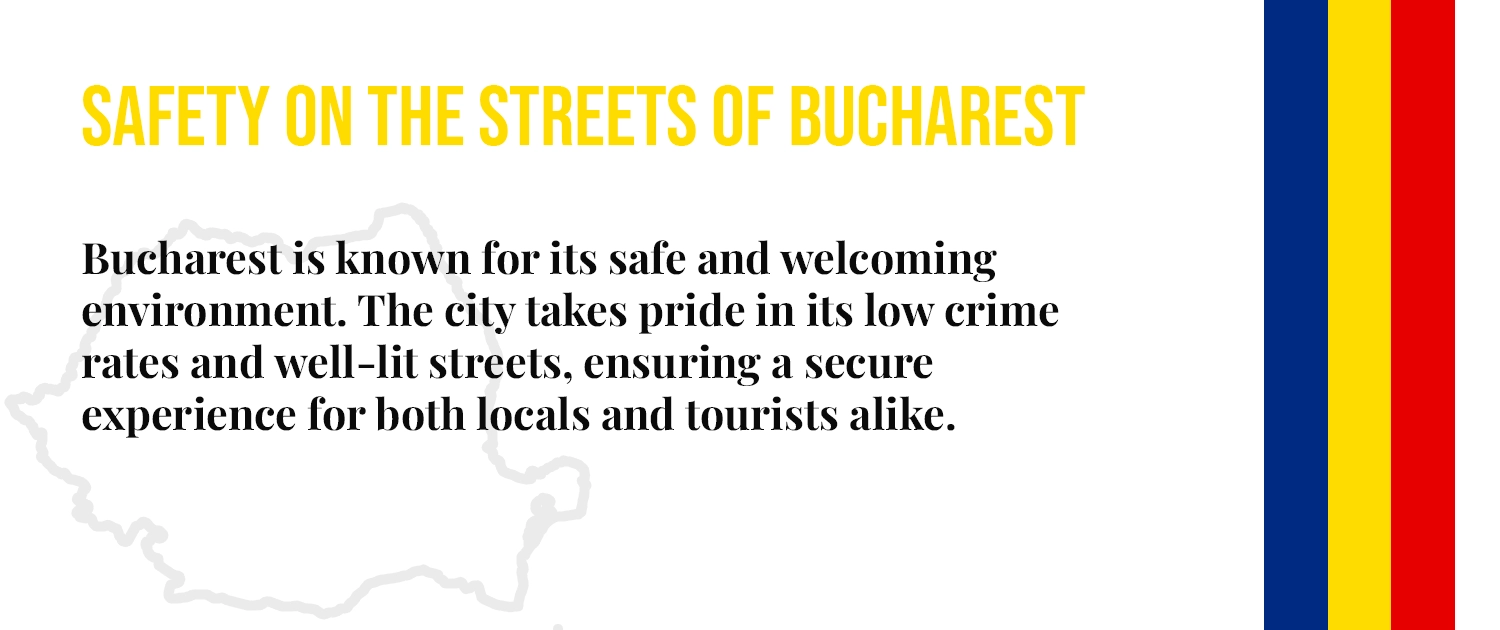 SAFETY ON THE STREETS OF BUCHAREST
Bucharest is known for its safe and welcoming
environment. The city takes pride in its low crime
rates and well-lit streets, ensuring a secure
experience for both locals and tourists alike.